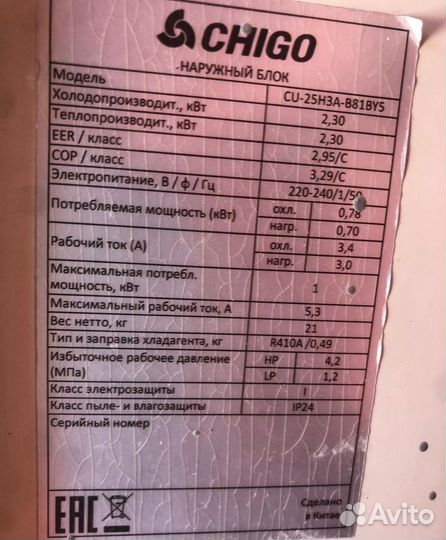 CHIGO
НАРУЖНЫЙ БЛОК
Модель CU-25H3A-B81BY5
Холодопроизводит., кВт 2,30
Теплопроизводит., кВт 2,30
EER / класс 2,95/C
COP / класс 3,29/C
Электропитание, В / ф / Гц 220-240/1/50
Потребляемая мощность (кВт) охл. 0,78
нагр. 0,70
Рабочий ток (А) охл. 3,4
нагр. 3,0
Максимальная потребл.
мощность, кВт 1
Максимальный рабочий ток, А 5,3
Вес нетто, кг 21
Тип и заправка хладагента, кг R410A /0,49
Избыточное рабочее давление
(МПа) HP 4,2
LP 1,2
Класс электрозащиты I
Класс пыле- и влагозащиты IP24
Серийный номер
EAC
Сделано
в Китае
Avito